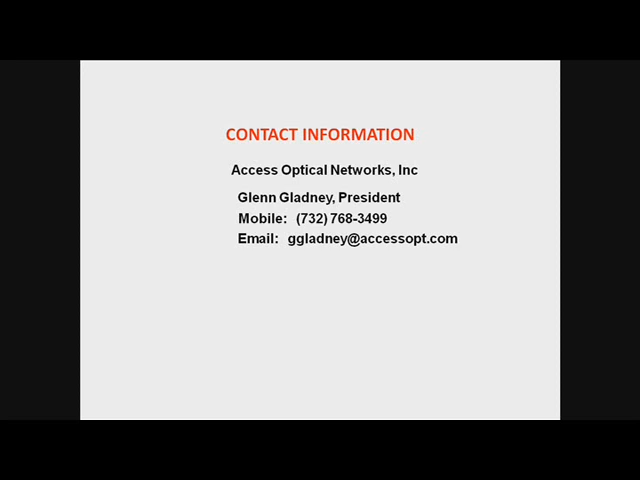 CONTACT INFORMATION
Access Optical Networks, Inc
Glenn Gladney, President
Mobile: (732) 768-3499
Email: ggladney@accessopt.com